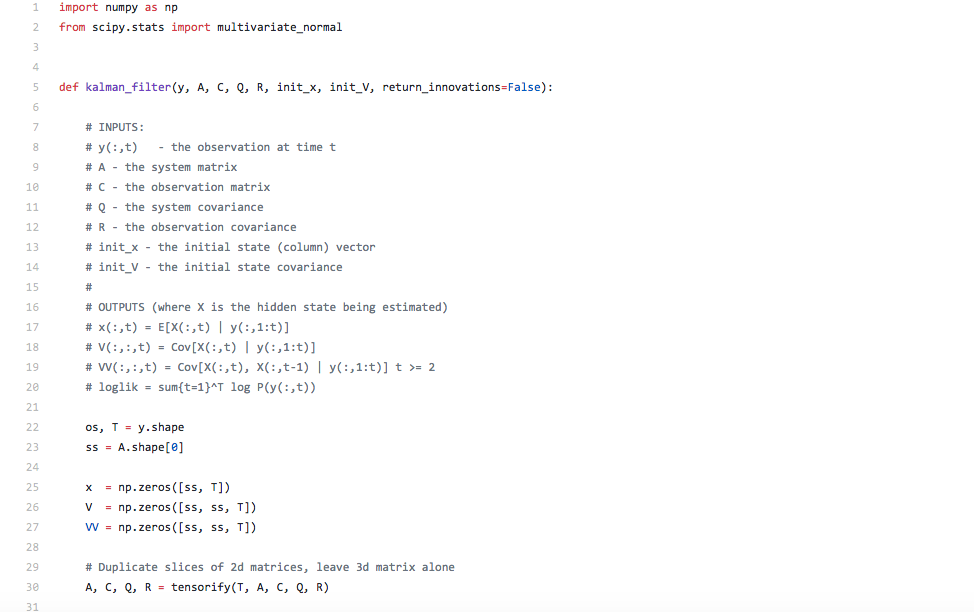 1 import numpy as np
2 from scipy.stats import multivariate_normal
3
4
5 def kalman_filter(y, A, C, Q, R, init_x, init_V, return_innovations=False):
6
7     # INPUTS:
8     # y(:,t)   - the observation at time t
9     # A - the system matrix
10     # C - the observation matrix
11     # Q - the system covariance
12     # R - the observation covariance
13     # init_x - the initial state (column) vector
14     # init_V - the initial state covariance
15     #
16     # OUTPUTS (where X is the hidden state being estimated)
17     # x(:,t) = E[X(:,t) | y(:,1:t)]
18     # V(:,:,t) = Cov[X(:,t) | y(:,1:t)]
19     # VV(:,:,t) = Cov[X(:,t), X(:,t-1) | y(:,1:t)] t >= 2
20     # loglik = sum{t=1}^T log P(y(:,t))
21
22     os, T = y.shape
23     ss = A.shape[0]
24
25     x  = np.zeros([ss, T])
26     V  = np.zeros([ss, ss, T])
27     VV = np.zeros([ss, ss, T])
28
29     # Duplicate slices of 2d matrices, leave 3d matrix alone
30     A, C, Q, R = tensorify(T, A, C, Q, R)
31